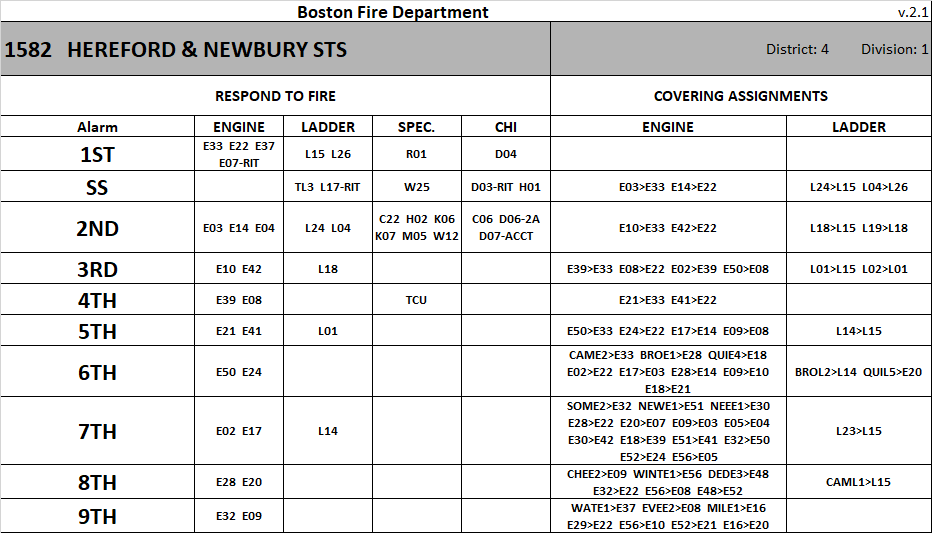 Boston Fire Department v.2.1
1582 HEREFORD & NEWBURY STS District: 4 Division: 1
RESPOND TO FIRE COVERING ASSIGNMENTS
Alarm ENGINE LADDER SPEC. CHI ENGINE LADDER
1ST E33 E22 E37 L15 L26 R01 D04
E07-RIT
SS TL3 L17-RIT W25 D03-RIT H01 E03>E33 E14>E22 L24>L15 L04>L26
2ND E03 E14 E04 L24 L04 C22 H02 K06 C06 D06-2A E10>E33 E42>E22 L18>L15 L19>L18
K07 M05 W12 D07-ACCT
3RD E10 E42 L18 E39>E33 E08>E22 E02>E39 E50>E08 L01>L15 L02>L01
4TH E39 E08 TCU E21>E33 E41>E22
5TH E21 E41 L01 E50>E33 E24>E22 E17>E14 E09>E08 L14>L15
CAME2>E33 BROE1>E28 QUIE4>E18
6TH E50 E24 E02>E22 E17>E03 E28>E14 E09>E10 BROL2>L14 QUIL5>E20
E18>E21
SOME2>E32 NEWE1>E51 NEEE1>E30
E28>E22 E20>E07 E09>E03 E05>E04
7TH E02 E17 L14 E30>E42 E18>E39 E51>E41 E32>E50 L23>L15
E52>E24 E56>E05
8TH E28 E20 CHEE2>E09 WINTE1>E56 DEDE3>E48 CAML1>L15
E32>E22 E56>E08 E48>E52
9TH E32 E09 WATE1>E37 EVEE2>E08 MILE1>E16
E29>E22 E56>E10 E52>E21 E16>E20